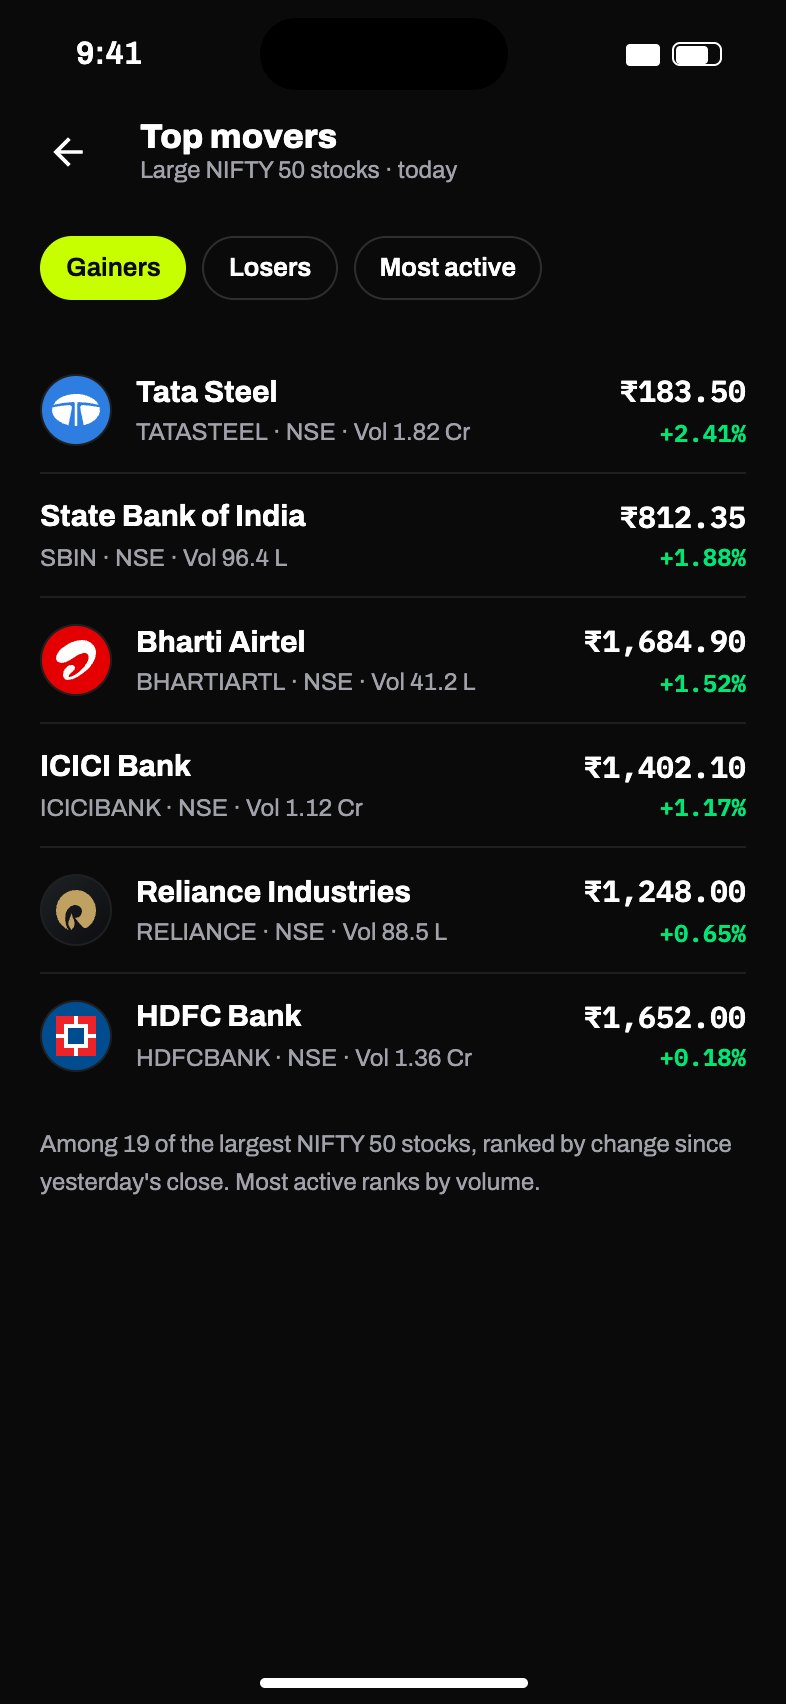 9:41
Top movers
Large NIFTY 50 stocks · today
Gainers Losers Most active
Tata Steel ₹183.50
TATASTEEL · NSE · Vol 1.82 Cr +2.41%
State Bank of India ₹812.35
SBIN · NSE · Vol 96.4 L +1.88%
Bharti Airtel ₹1,684.90
BHARTIARTL · NSE · Vol 41.2 L +1.52%
ICICI Bank ₹1,402.10
ICICIBANK · NSE · Vol 1.12 Cr +1.17%
Reliance Industries ₹1,248.00
RELIANCE · NSE · Vol 88.5 L +0.65%
HDFC Bank ₹1,652.00
HDFCBANK · NSE · Vol 1.36 Cr +0.18%
Among 19 of the largest NIFTY 50 stocks, ranked by change since
yesterday's close. Most active ranks by volume.